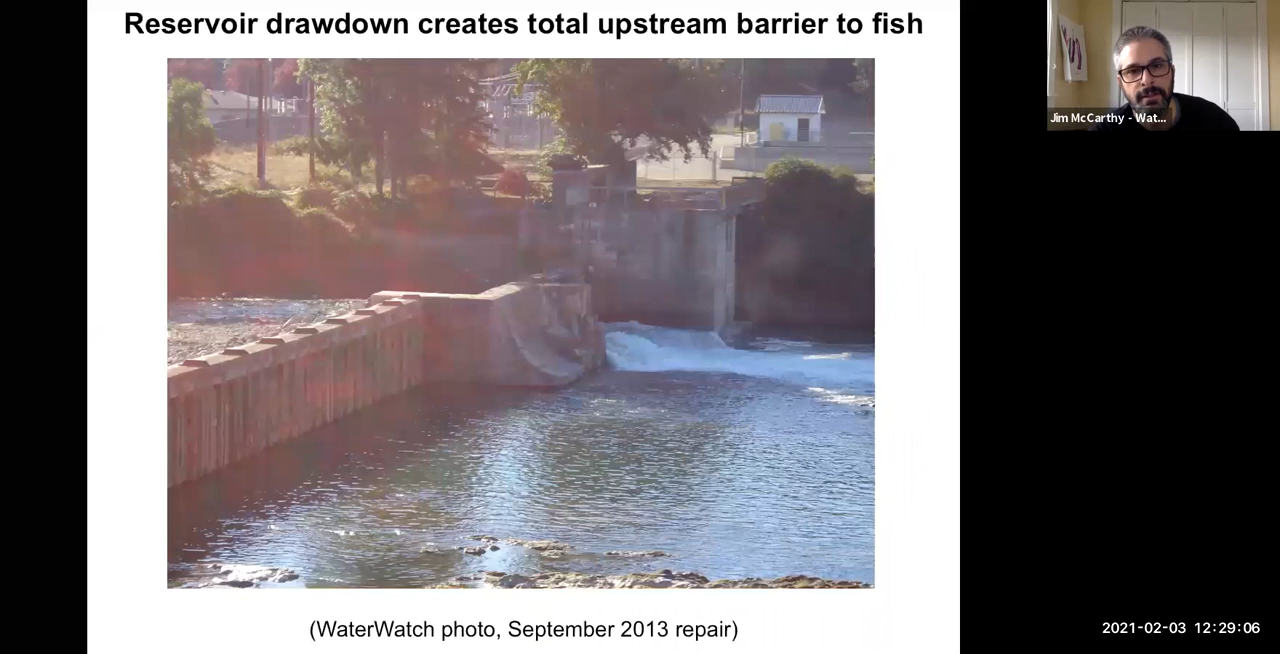 Reservoir drawdown creates total upstream barrier to fish
Jim McCarthy - Wat...
(WaterWatch photo, September 2013 repair)
2021-02-03 12:29:06